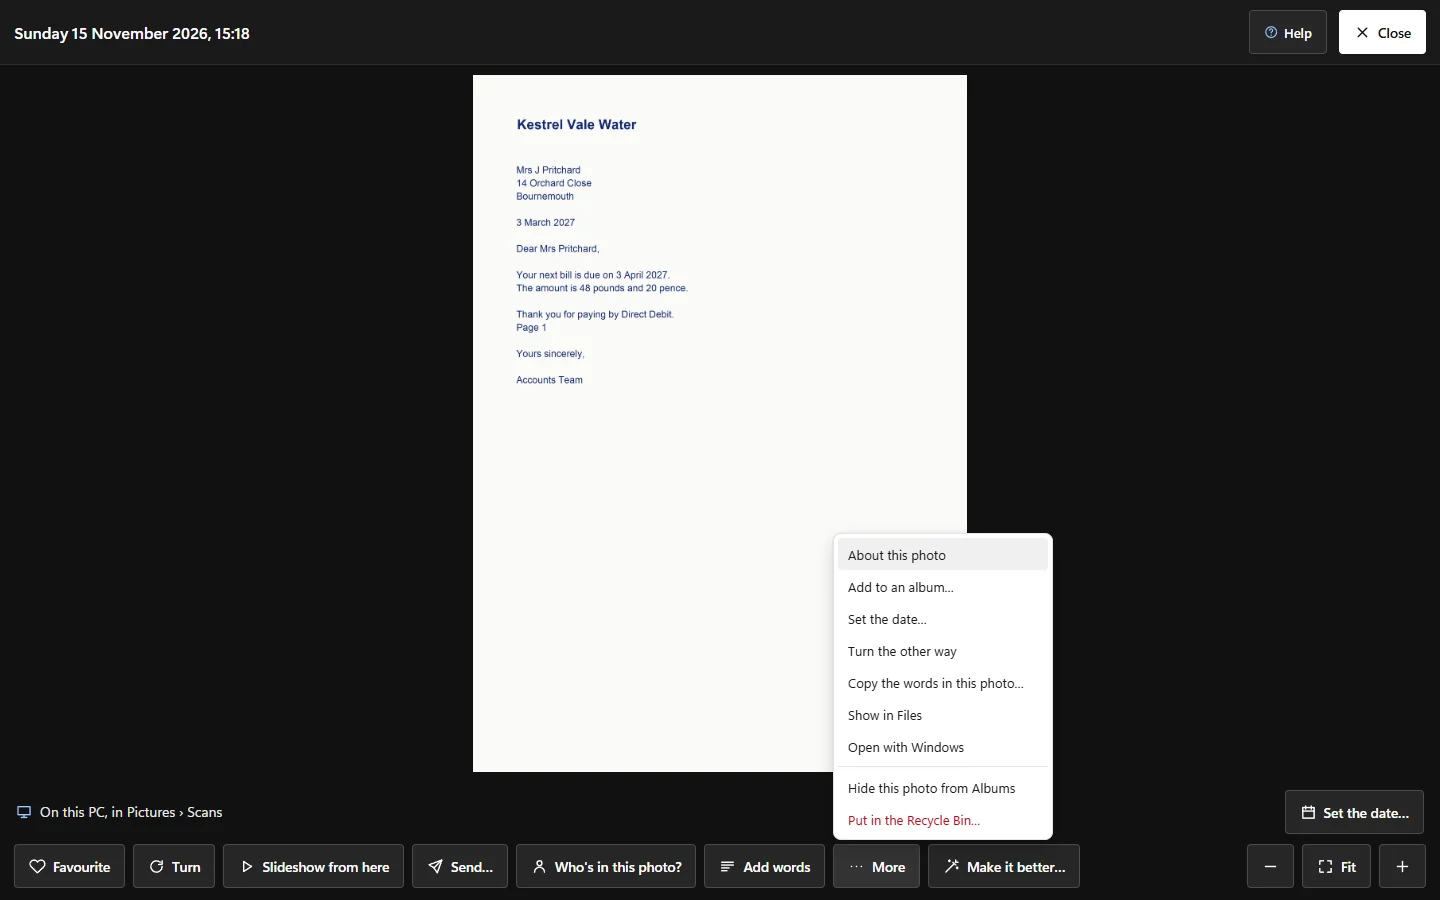 Sunday 15 November 2026, 15:18
Help
Close
Kestrel Vale Water
Mrs J Pritchard
14 Orchard Close
Bournemouth
3 March 2027
Dear Mrs Pritchard,
Your next bill is due on 3 April 2027.
The amount is 48 pounds and 20 pence.
Thank you for paying by Direct Debit.
Page 1
Yours sincerely,
Accounts Team
About this photo
Add to an album...
Set the date...
Turn the other way
Copy the words in this photo...
Show in Files
Open with Windows
Hide this photo from Albums
Put in the Recycle Bin...
On this PC, in Pictures › Scans
Set the date...
Favourite
Turn
Slideshow from here
Send...
Who's in this photo?
Add words
More
Make it better...
Fit